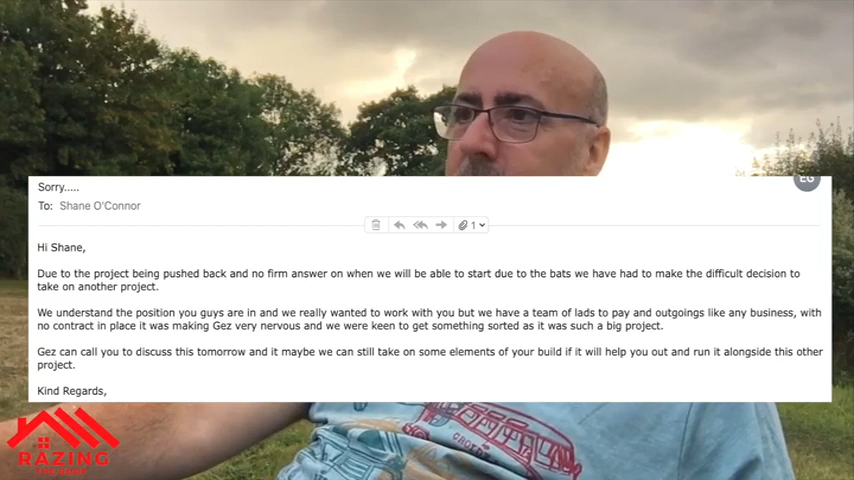 Sorry.....
EG
To: Shane O'Connor
1
Hi Shane,
Due to the project being pushed back and no firm answer on when we will be able to start due to the bats we have had to make the difficult decision to
take on another project.
We understand the position you guys are in and we really wanted to work with you but we have a team of lads to pay and outgoings like any business, with
no contract in place it was making Gez very nervous and we were keen to get something sorted as it was such a big project.
Gez can call you to discuss this tomorrow and it maybe we can still take on some elements of your build if it will help you out and run it alongside this other
project.
Kind Regards,
RAZING